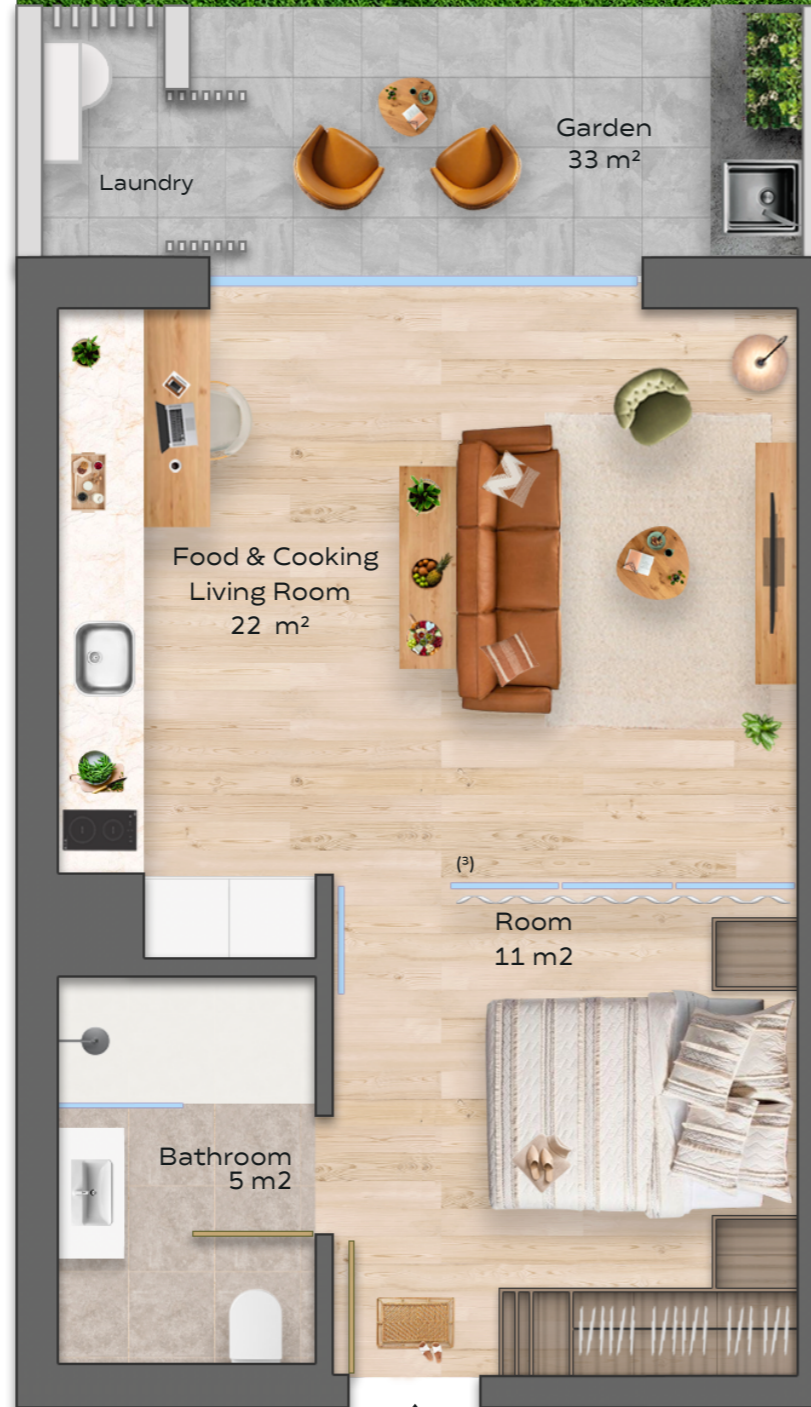 Garden
33 m²
Laundry
Food & Cooking
Living Room
22 m²
(³)
Room
11 m2
Bathroom
5 m2